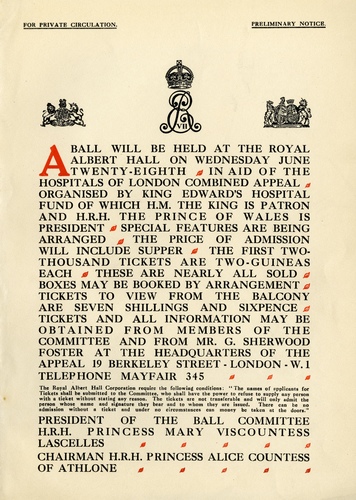 FOR PRIVATE CIRCULATION.
PRELIMINARY NOTICE.
VII
A BALL WILL BE HELD AT THE ROYAL
ALBERT HALL ON WEDNESDAY JUNE
TWENTY-EIGHTH IN AID OF THE
HOSPITALS OF LONDON COMBINED APPEAL
ORGANISED BY KING EDWARD'S HOSPITAL
FUND OF WHICH H.M. THE KING IS PATRON
AND H.R.H. THE PRINCE OF WALES IS
PRESIDENT SPECIAL FEATURES ARE BEING
ARRANGED THE PRICE OF ADMISSION
WILL INCLUDE SUPPER THE FIRST TWO-
THOUSAND TICKETS ARE TWO-GUINEAS
EACH THESE ARE NEARLY ALL SOLD
BOXES MAY BE BOOKED BY ARRANGEMENT
TICKETS TO VIEW FROM THE BALCONY
ARE SEVEN SHILLINGS AND SIXPENCE
TICKETS AND ALL INFORMATION MAY BE
OBTAINED FROM MEMBERS OF THE
COMMITTEE AND FROM MR. G. SHERWOOD
FOSTER AT THE HEADQUARTERS OF THE
APPEAL 19 BERKELEY STREET - LONDON - W.1
TELEPHONE MAYFAIR 345
The Royal Albert Hall Corporation require the following conditions: "The names of applicants for
Tickets shall be submitted to the Committee, who shall have the power to refuse to supply any person
with a ticket without stating any reason. The tickets are not transferable and will only admit the
person whose name and signature they bear and to whom they are issued. There can be no
admission without a ticket and under no circumstances can money be taken at the doors."
PRESIDENT OF THE BALL COMMITTEE
H.R.H. PRINCESS MARY VISCOUNTESS
LASCELLES
CHAIRMAN H.R.H. PRINCESS ALICE COUNTESS
OF ATHLONE